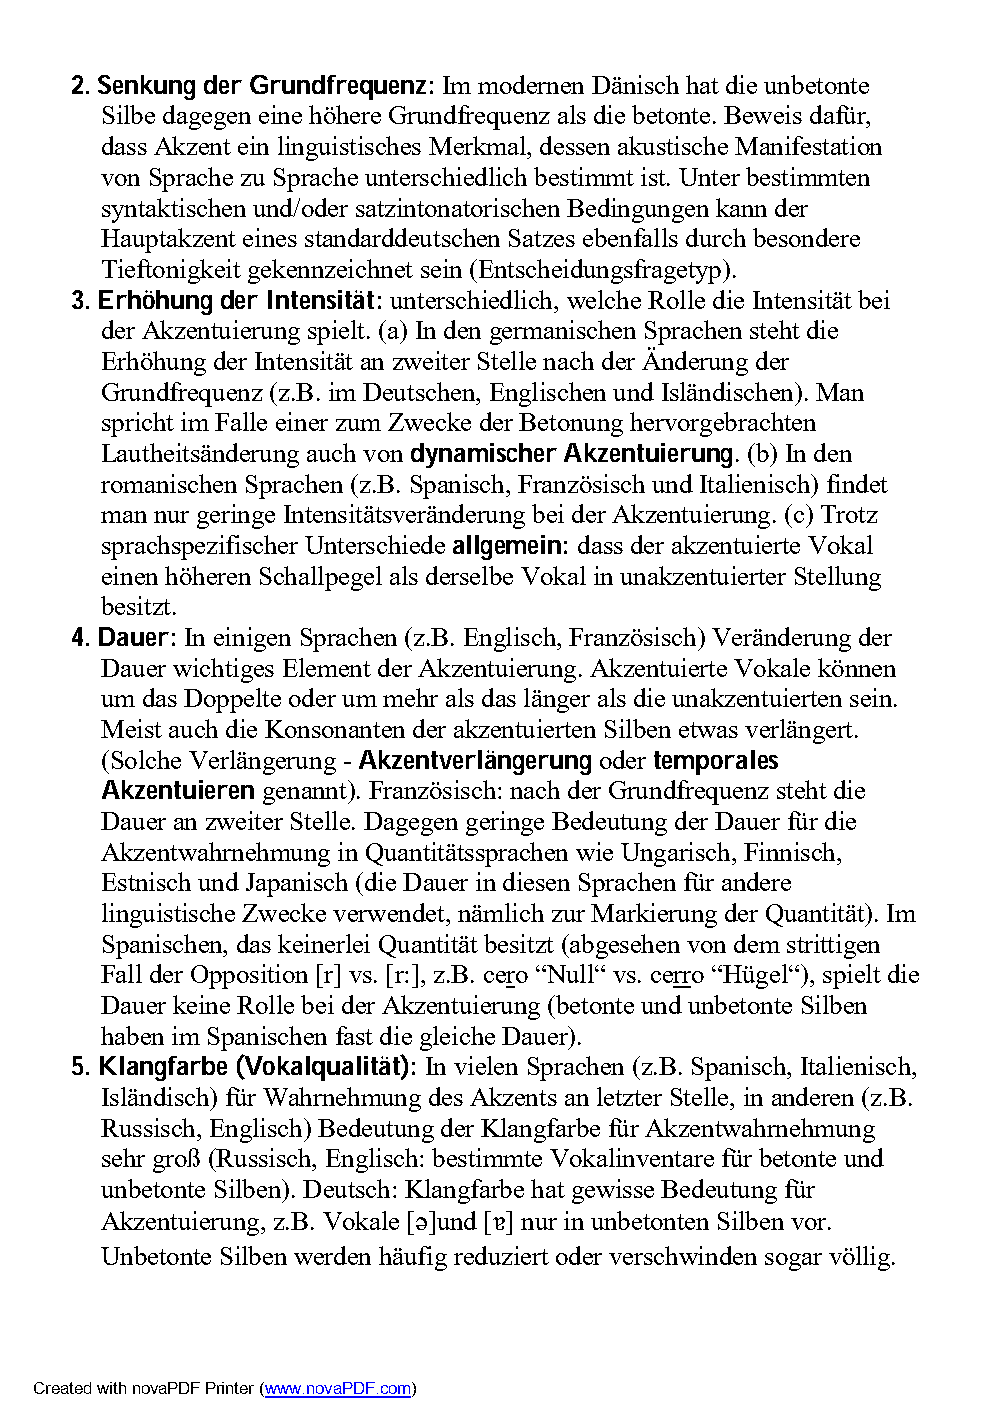 2. Senkung der Grundfrequenz: Im modernen Dänisch hat die unbetonte
Silbe dagegen eine höhere Grundfrequenz als die betonte. Beweis dafür,
dass Akzent ein linguistisches Merkmal, dessen akustische Manifestation
von Sprache zu Sprache unterschiedlich bestimmt ist. Unter bestimmten
syntaktischen und/oder satzintonatorischen Bedingungen kann der
Hauptakzent eines standarddeutschen Satzes ebenfalls durch besondere
Tieftonigkeit gekennzeichnet sein (Entscheidungsfragetyp).
3. Erhöhung der Intensität: unterschiedlich, welche Rolle die Intensität bei
der Akzentuierung spielt. (a) In den germanischen Sprachen steht die
Erhöhung der Intensität an zweiter Stelle nach der Änderung der
Grundfrequenz (z.B. im Deutschen, Englischen und Isländischen). Man
spricht im Falle einer zum Zwecke der Betonung hervorgebrachten
Lautheitsänderung auch von dynamischer Akzentuierung. (b) In den
romanischen Sprachen (z.B. Spanisch, Französisch und Italienisch) findet
man nur geringe Intensitätsveränderung bei der Akzentuierung. (c) Trotz
sprachspezifischer Unterschiede allgemein: dass der akzentuierte Vokal
einen höheren Schallpegel als derselbe Vokal in unakzentuierter Stellung
besitzt.
4. Dauer: In einigen Sprachen (z.B. Englisch, Französisch) Veränderung der
Dauer wichtiges Element der Akzentuierung. Akzentuierte Vokale können
um das Doppelte oder um mehr als das länger als die unakzentuierten sein.
Meist auch die Konsonanten der akzentuierten Silben etwas verlängert.
(Solche Verlängerung - Akzentverlängerung oder temporales
Akzentuieren genannt). Französisch: nach der Grundfrequenz steht die
Dauer an zweiter Stelle. Dagegen geringe Bedeutung der Dauer für die
Akzentwahrnehmung in Quantitätssprachen wie Ungarisch, Finnisch,
Estnisch und Japanisch (die Dauer in diesen Sprachen für andere
linguistische Zwecke verwendet, nämlich zur Markierung der Quantität). Im
Spanischen, das keinerlei Quantität besitzt (abgesehen von dem strittigen
Fall der Opposition [r] vs. [r:], z.B. cero “Null“ vs. cerro “Hügel“), spielt die
Dauer keine Rolle bei der Akzentuierung (betonte und unbetonte Silben
haben im Spanischen fast die gleiche Dauer).
5. Klangfarbe (Vokalqualität): In vielen Sprachen (z.B. Spanisch, Italienisch,
Isländisch) für Wahrnehmung des Akzents an letzter Stelle, in anderen (z.B.
Russisch, Englisch) Bedeutung der Klangfarbe für Akzentwahrnehmung
sehr groß (Russisch, Englisch: bestimmte Vokalinventare für betonte und
unbetonte Silben). Deutsch: Klangfarbe hat gewisse Bedeutung für
Akzentuierung, z.B. Vokale [ə]und [ɐ] nur in unbetonten Silben vor.
Unbetonte Silben werden häufig reduziert oder verschwinden sogar völlig.
Created with novaPDF Printer (www.novaPDF.com)